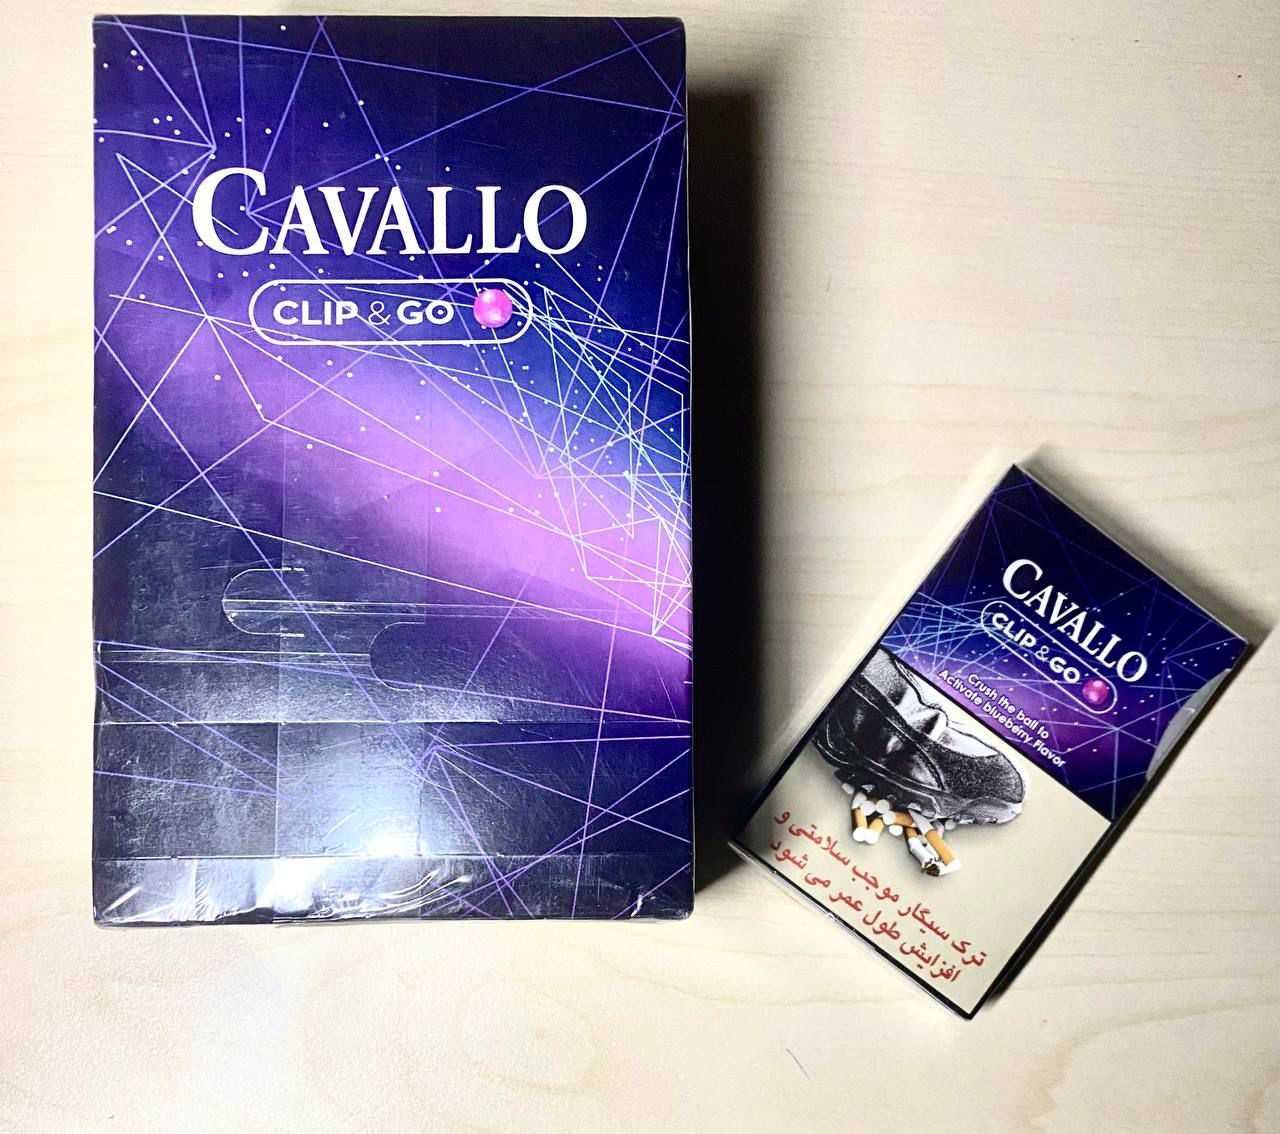 CAVALLO
CLIP & GO
CAVALLO
CLIP & GO
Crush the ball to
Activate blueberry Flavor
ترک سیگار موجب سلامتی و
افزایش طول عمر می شود